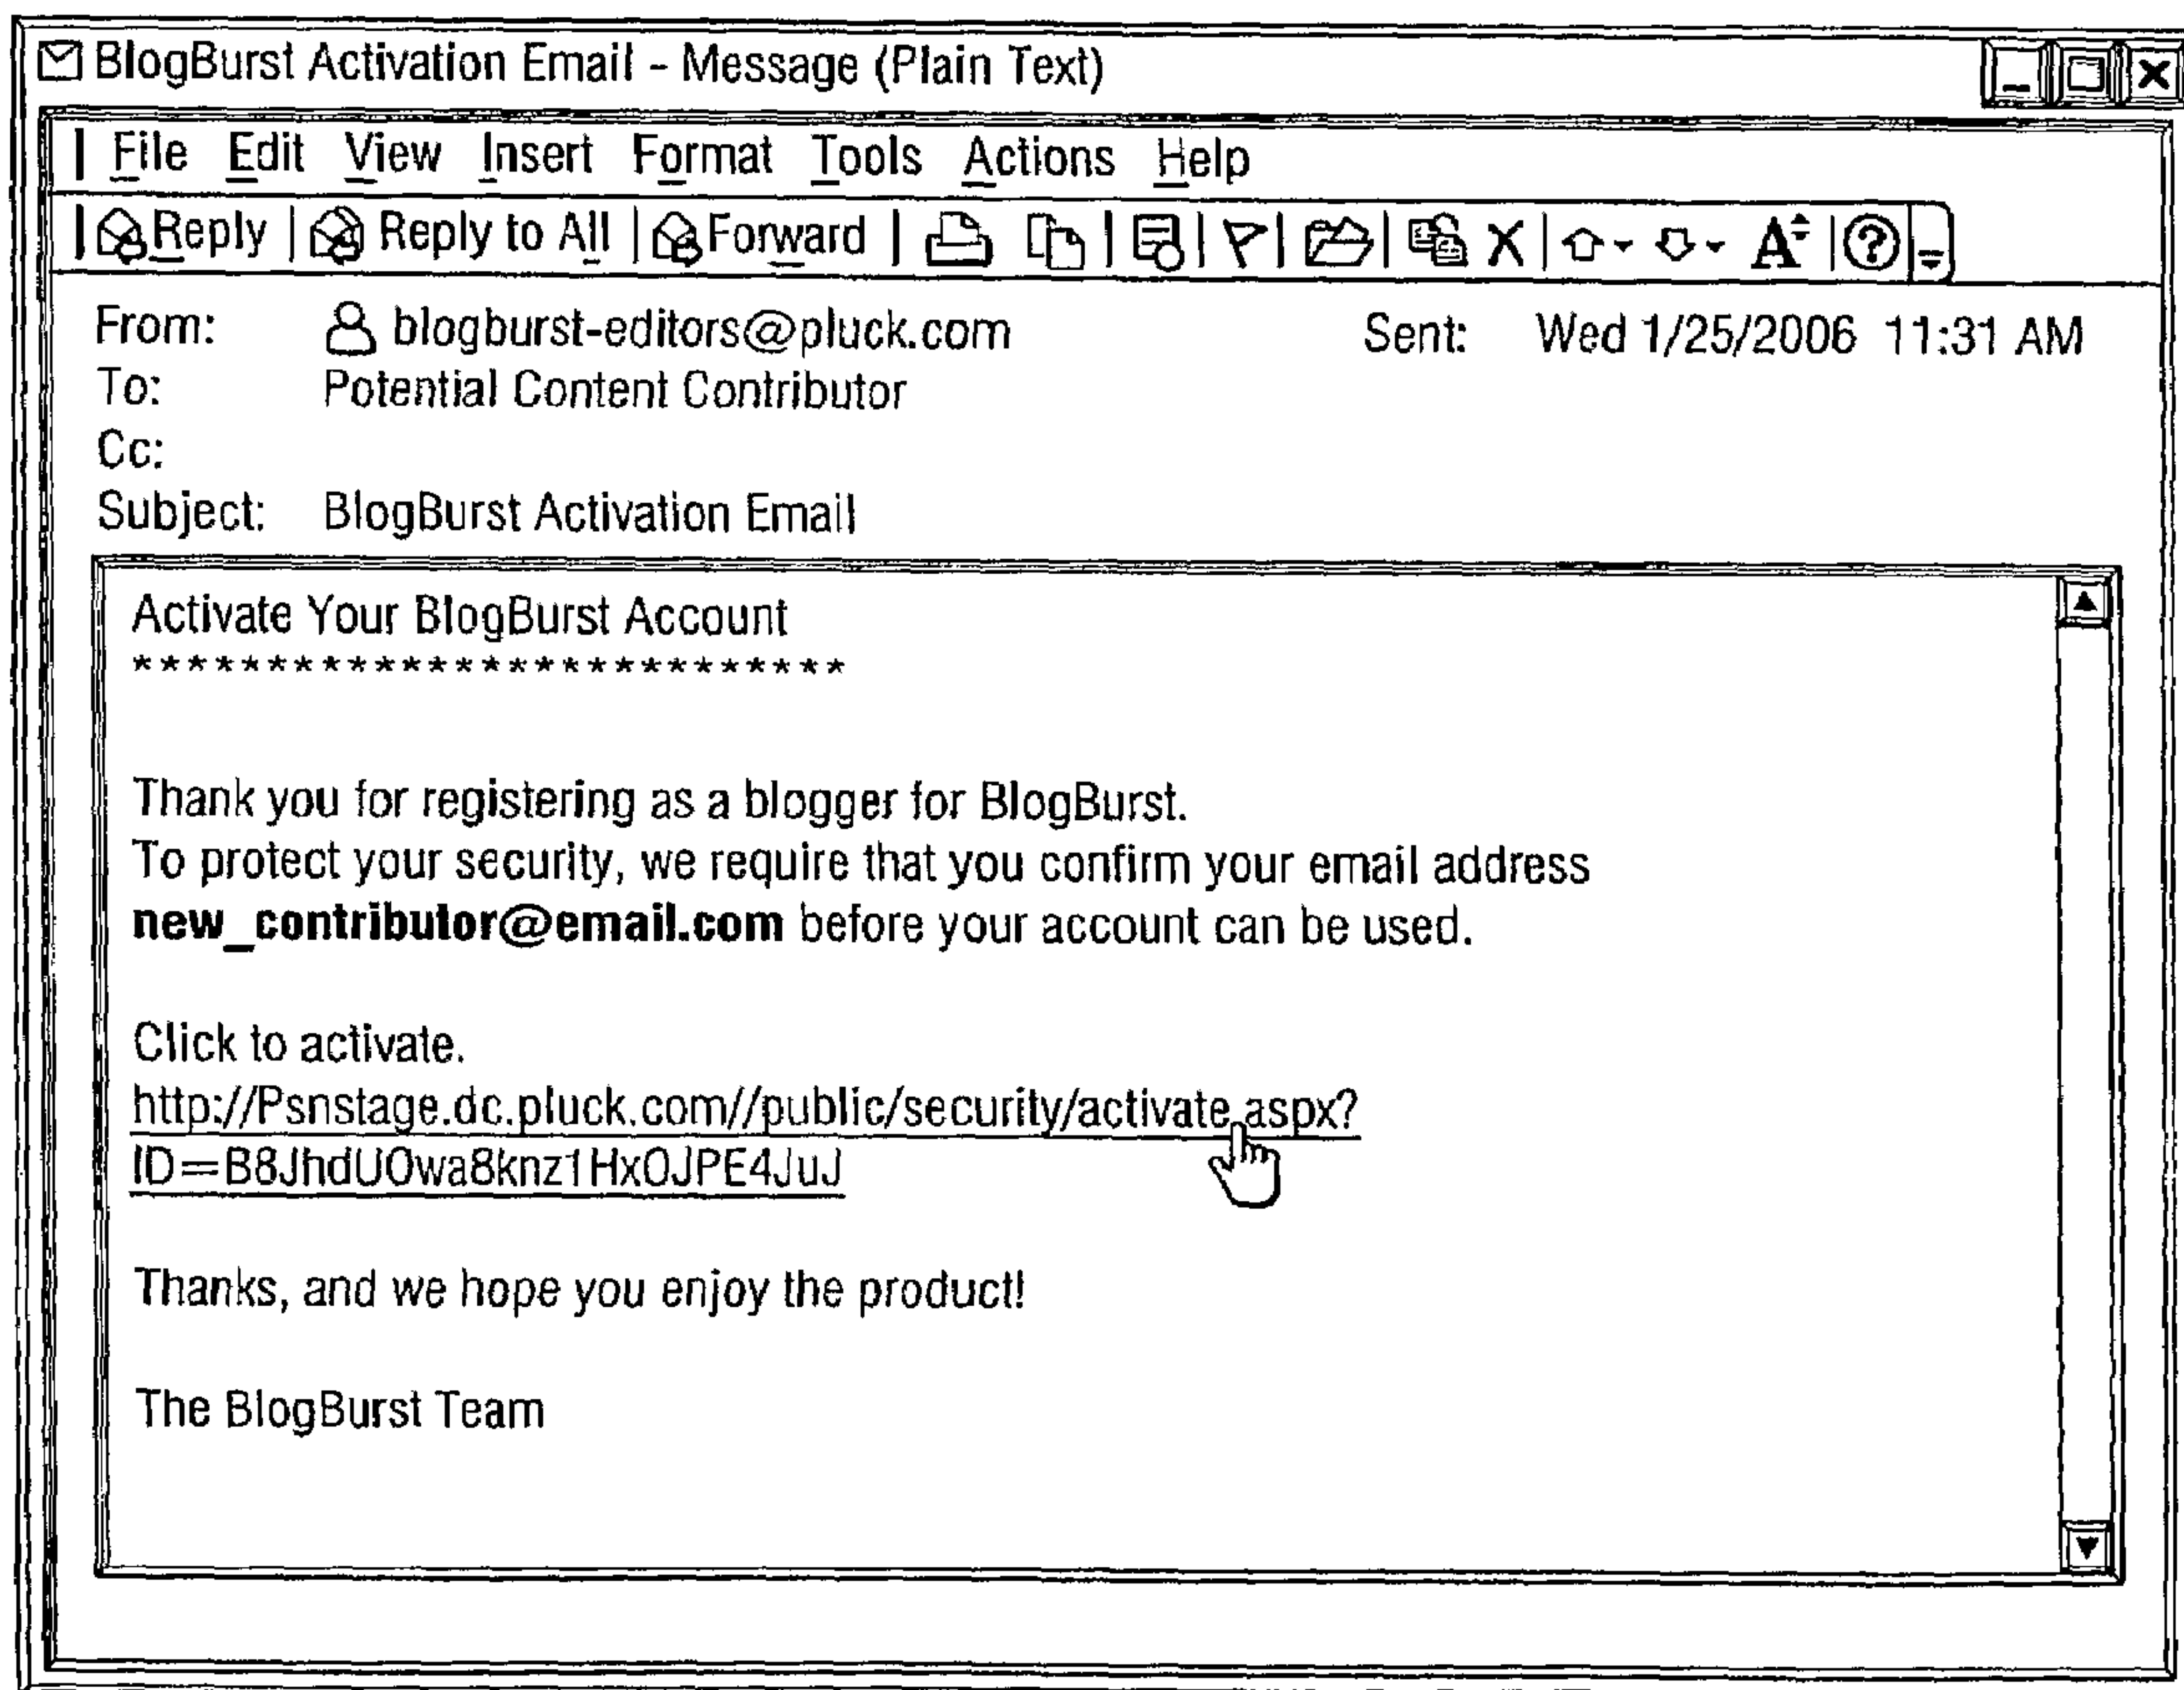 BlogBurst Activation Email - Message (Plain Text)
File Edit View Insert Format Tools Actions Help
Reply Reply to All Forward
From: blogburst-editors@pluck.com Sent: Wed 1/25/2006 11:31 AM
To: Potential Content Contributor
Cc:
Subject: BlogBurst Activation Email
Activate Your BlogBurst Account
***************************
Thank you for registering as a blogger for BlogBurst.
To protect your security, we require that you confirm your email address
new_contributor@email.com before your account can be used.
Click to activate.
http://Psnstage.dc.pluck.com//public/security/activate.aspx?
ID=B8JhdU0wa8knz1Hx0JPE4JuJ
Thanks, and we hope you enjoy the product!
The BlogBurst Team